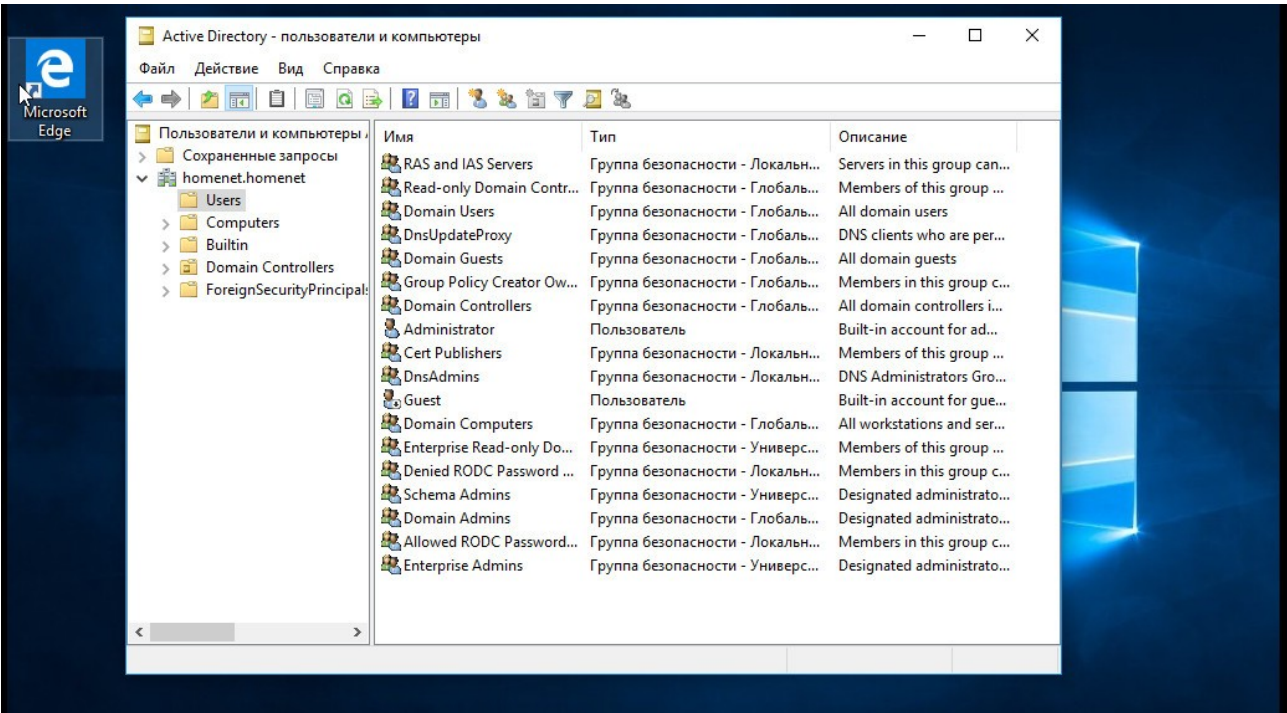 Microsoft
Edge
Active Directory - пользователи и компьютеры
Файл Действие Вид Справка
Пользователи и компьютеры
Сохраненные запросы
homenet.homenet
Users
Computers
Builtin
Domain Controllers
ForeignSecurityPrincipals
Имя Тип Описание
RAS and IAS Servers Группа безопасности - Локальн... Servers in this group can...
Read-only Domain Contr... Группа безопасности - Глобаль... Members of this group ...
Domain Users Группа безопасности - Глобаль... All domain users
DnsUpdateProxy Группа безопасности - Глобаль... DNS clients who are per...
Domain Guests Группа безопасности - Глобаль... All domain guests
Group Policy Creator Ow... Группа безопасности - Глобаль... Members in this group c...
Domain Controllers Группа безопасности - Глобаль... All domain controllers i...
Administrator Пользователь Built-in account for ad...
Cert Publishers Группа безопасности - Локальн... Members of this group ...
DnsAdmins Группа безопасности - Локальн... DNS Administrators Gro...
Guest Пользователь Built-in account for gue...
Domain Computers Группа безопасности - Глобаль... All workstations and ser...
Enterprise Read-only Do... Группа безопасности - Универс... Members of this group ...
Denied RODC Password ... Группа безопасности - Локальн... Members in this group c...
Schema Admins Группа безопасности - Универс... Designated administrato...
Domain Admins Группа безопасности - Глобаль... Designated administrato...
Allowed RODC Password... Группа безопасности - Локальн... Members in this group c...
Enterprise Admins Группа безопасности - Универс... Designated administrato...